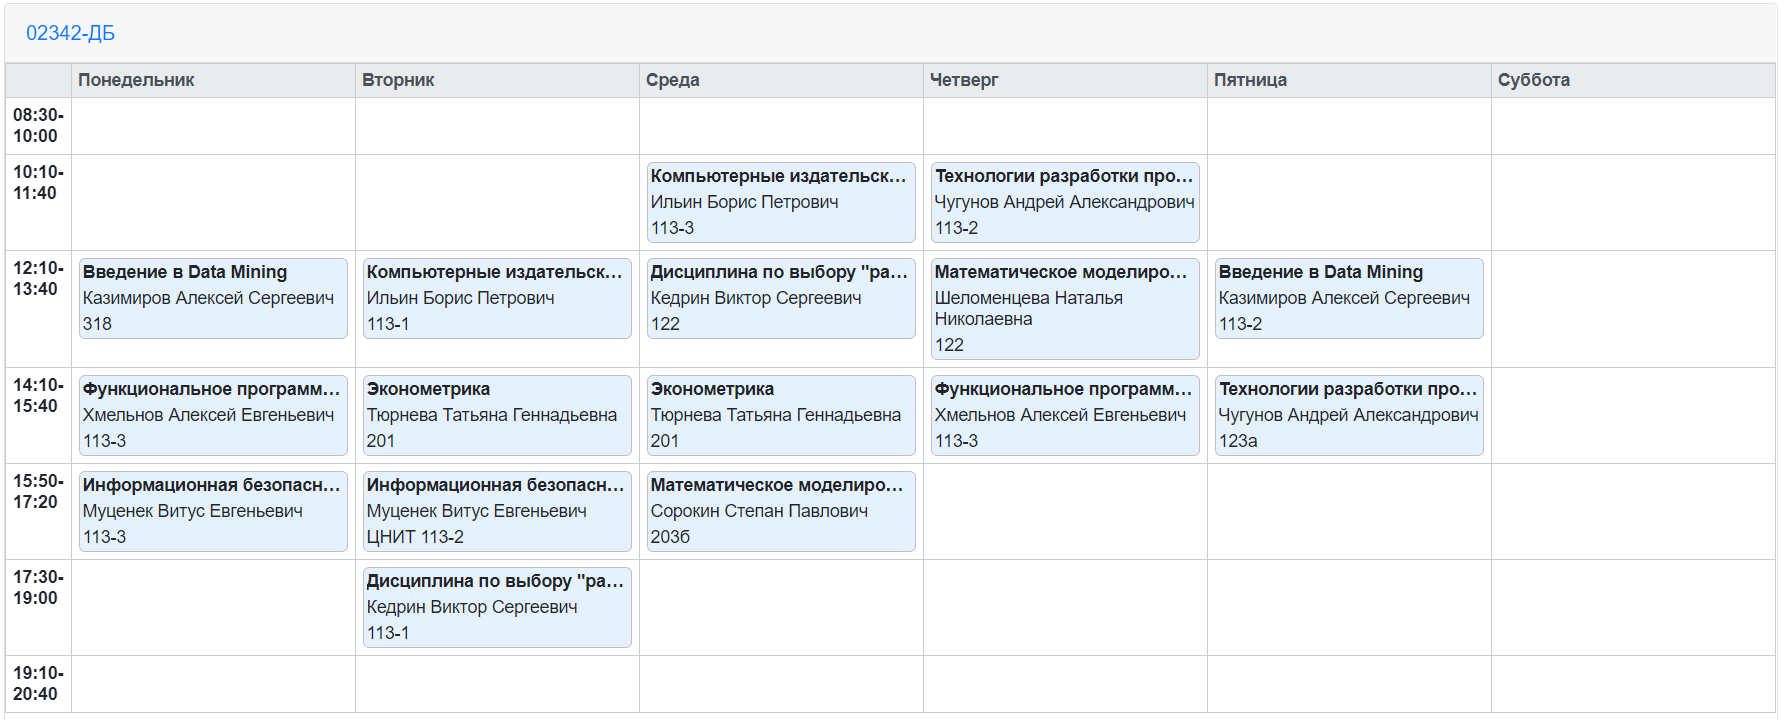 02342-ДБ
Понедельник Вторник Среда Четверг Пятница Суббота
08:30-
10:00
10:10-
11:40
Компьютерные издательск...
Ильин Борис Петрович
113-3
Технологии разработки про...
Чугунов Андрей Александрович
113-2
12:10-
13:40
Введение в Data Mining
Казимиров Алексей Сергеевич
318
Компьютерные издательск...
Ильин Борис Петрович
113-1
Дисциплина по выбору "ра...
Кедрин Виктор Сергеевич
122
Математическое моделиро...
Шеломенцева Наталья
Николаевна
122
Введение в Data Mining
Казимиров Алексей Сергеевич
113-2
14:10-
15:40
Функциональное программ...
Хмельнов Алексей Евгеньевич
113-3
Эконометрика
Тюрнева Татьяна Геннадьевна
201
Эконометрика
Тюрнева Татьяна Геннадьевна
201
Функциональное программ...
Хмельнов Алексей Евгеньевич
113-3
Технологии разработки про...
Чугунов Андрей Александрович
123а
15:50-
17:20
Информационная безопасн...
Муценек Витус Евгеньевич
113-3
Информационная безопасн...
Муценек Витус Евгеньевич
ЦНИТ 113-2
Математическое моделиро...
Сорокин Степан Павлович
203б
17:30-
19:00
Дисциплина по выбору "ра...
Кедрин Виктор Сергеевич
113-1
19:10-
20:40